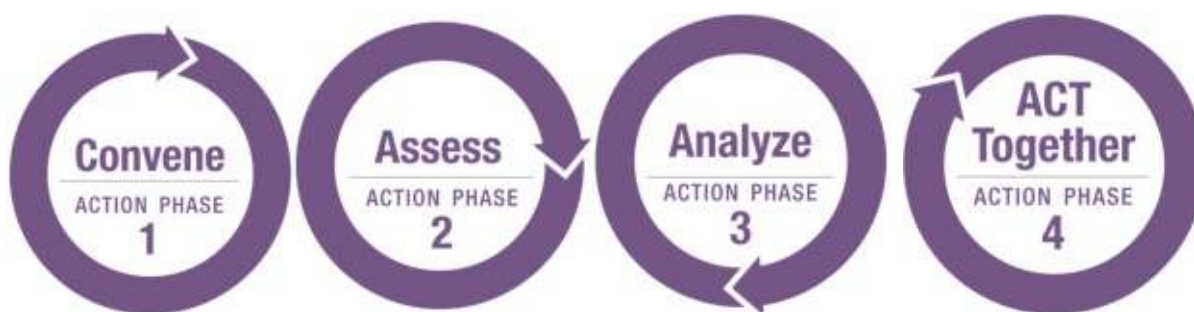 Convene
ACTION PHASE
1
Assess
ACTION PHASE
2
Analyze
ACTION PHASE
3
ACT
Together
ACTION PHASE
4